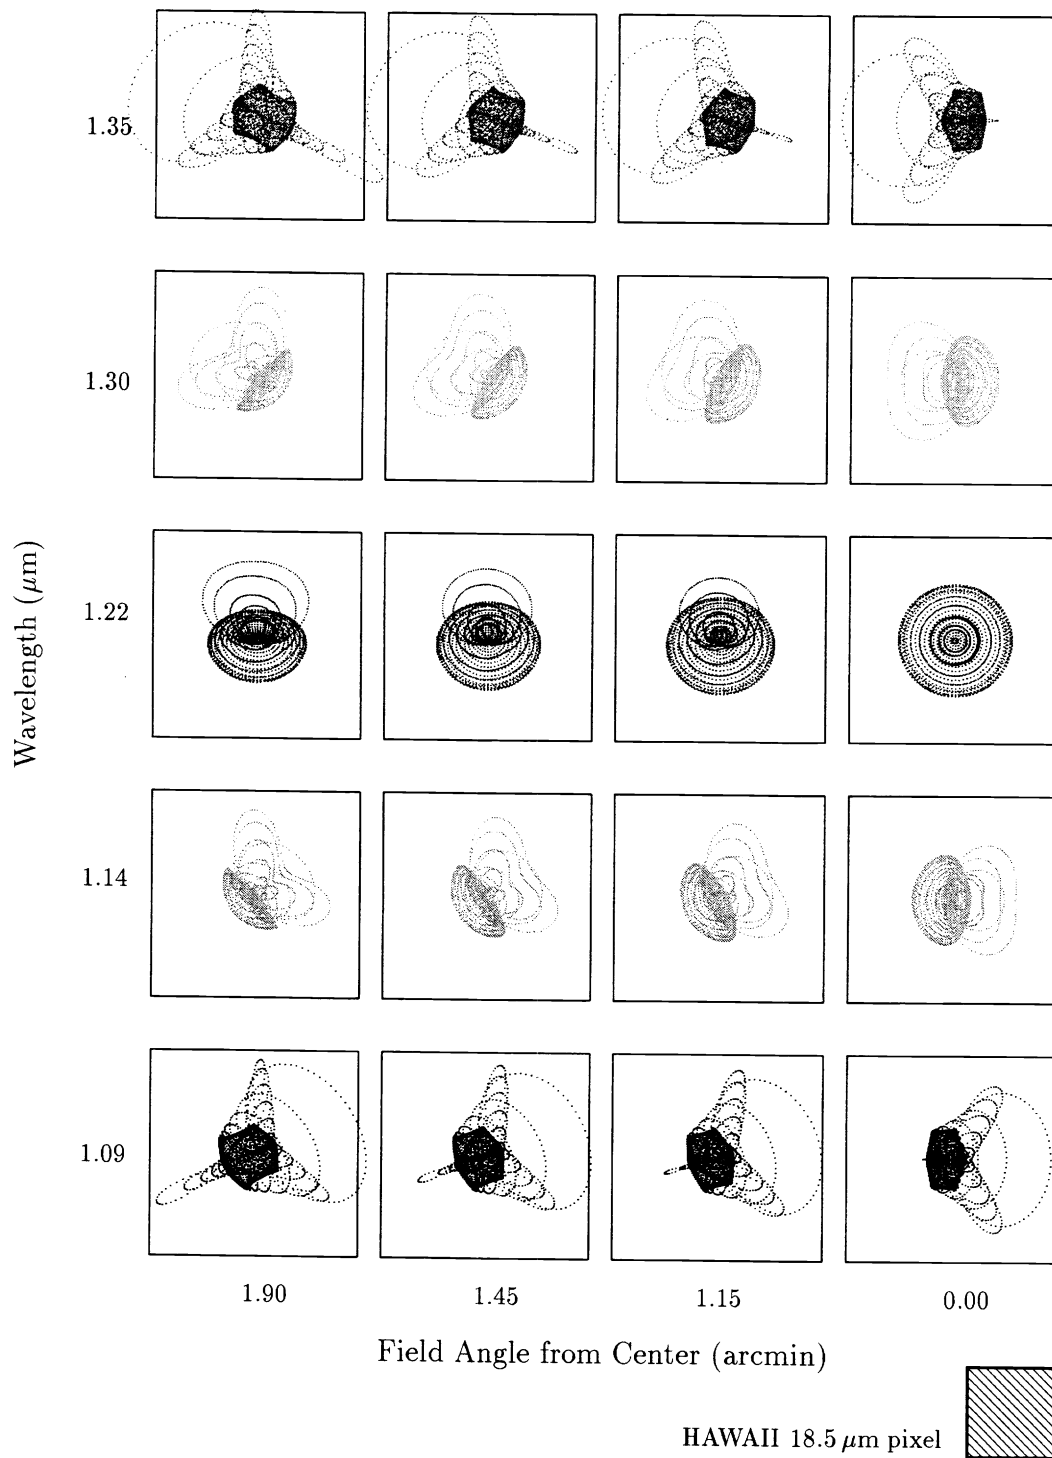 1.35
1.30
1.22
1.14
1.09
Wavelength (μm)
1.90 1.45 1.15 0.00
Field Angle from Center (arcmin)
HAWAII 18.5 μm pixel